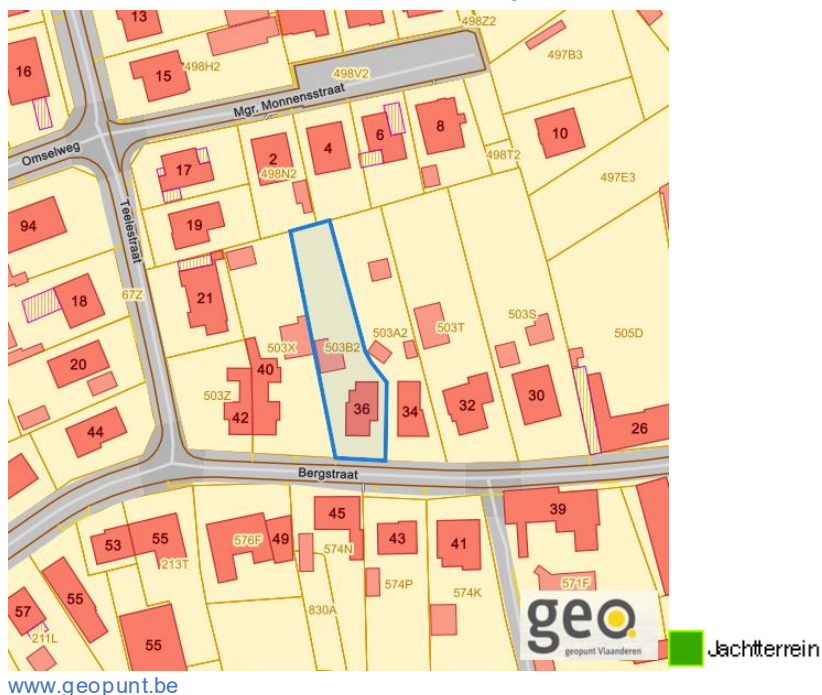 13
498Z2
497B3
16
15
498H2
498V2
Mgr. Monnensstraat
Omselweg
17
2
498N2
4
6
8
10
498T2
497E3
94
Teelestraat
19
67Z
18
21
503X
503B2
503A2
503T
503S
505D
20
503Z
40
42
36
34
32
30
26
44
Bergstraat
53
55
213T
576F
49
45
574N
43
41
39
574P
574K
571F
57
211L
55
55
830A
geo
geopunt Vlaanderen
Jachtterrein
www.geopunt.be